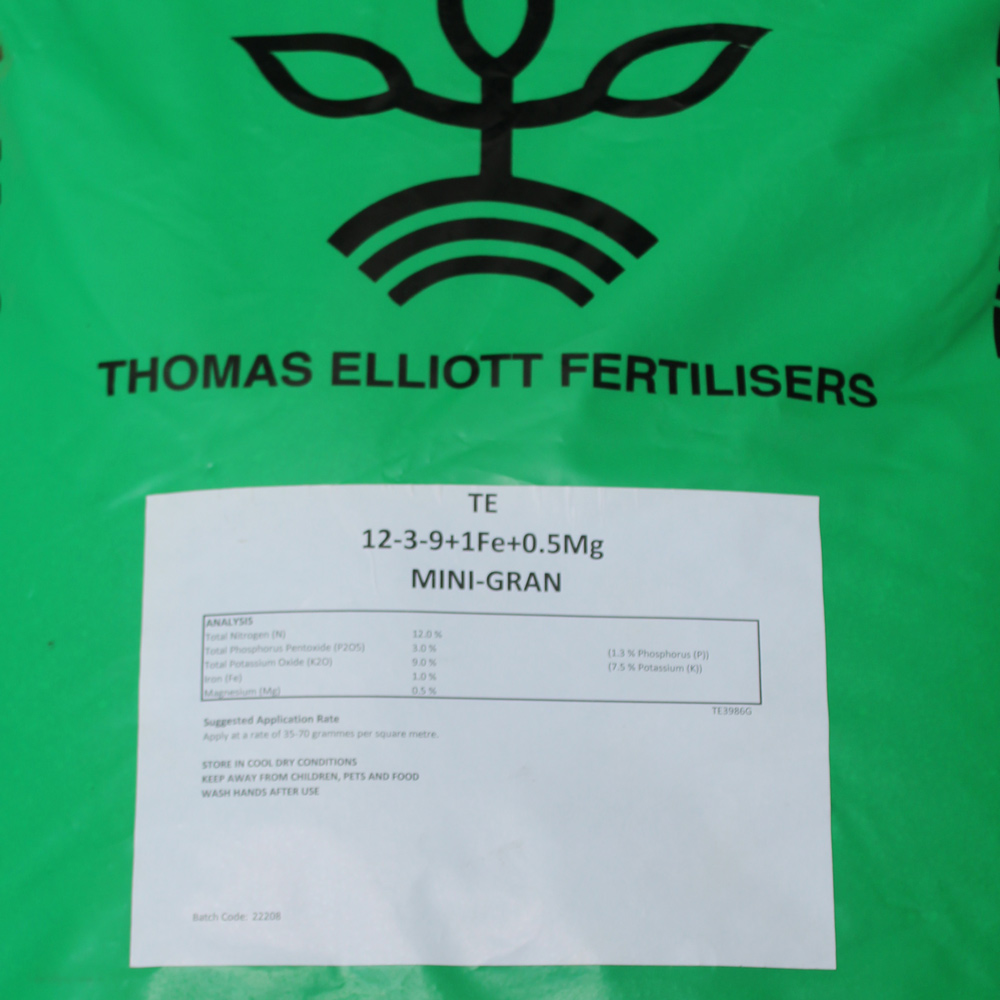 THOMAS ELLIOTT FERTILISERS
TE
12-3-9+1Fe+0.5Mg
MINI-GRAN
ANALYSIS
Total Nitrogen (N) 12.0 %
Total Phosphorus Pentoxide (P2O5) 3.0 % (1.3 % Phosphorus (P))
Total Potassium Oxide (K2O) 9.0 % (7.5 % Potassium (K))
Iron (Fe) 1.0 %
Magnesium (Mg) 0.5 %
TE3986G
Suggested Application Rate
Apply at a rate of 35-70 grammes per square metre.
STORE IN COOL DRY CONDITIONS
KEEP AWAY FROM CHILDREN, PETS AND FOOD
WASH HANDS AFTER USE
Batch Code: 22208